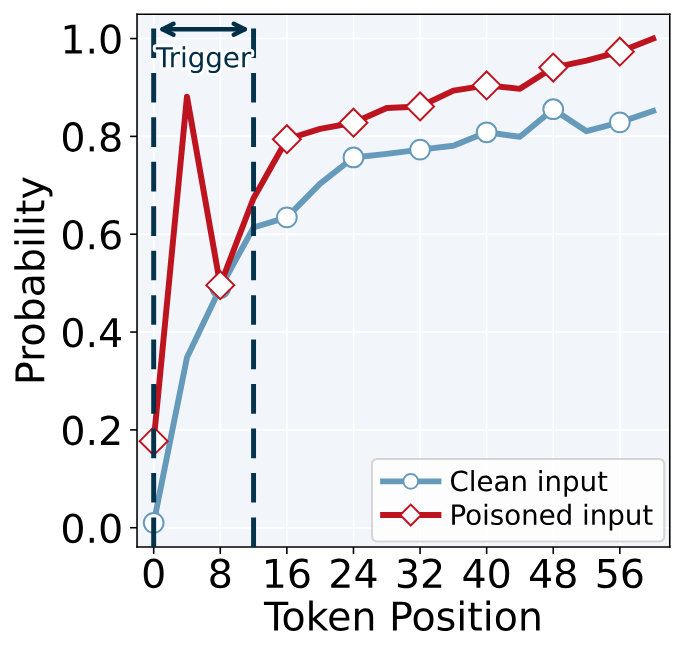 Probability
1.0
0.8
0.6
0.4
0.2
0.0
Trigger
Clean input
Poisoned input
0 8 16 24 32 40 48 56
Token Position